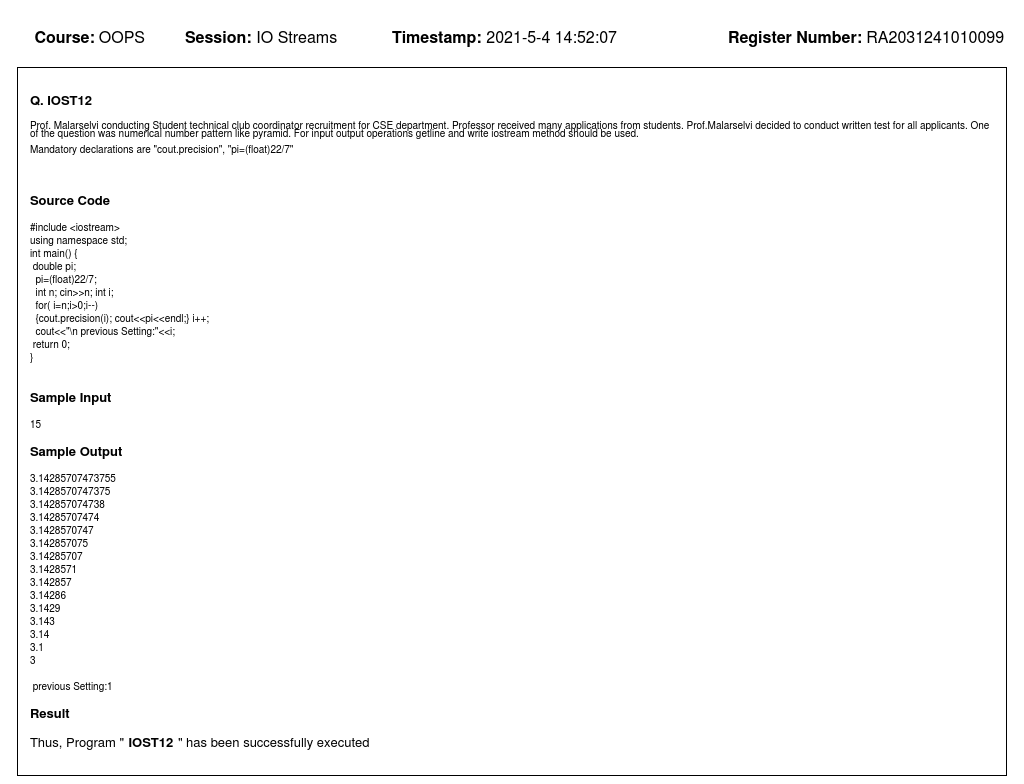 Course: OOPS Session: IO Streams Timestamp: 2021-5-4 14:52:07 Register Number: RA2031241010099
Q. IOST12
Prof. Malarselvi conducting Student technical club coordinator recruitment for CSE department. Professor received many applications from students. Prof.Malarselvi decided to conduct written test for all applicants. One
of the question was numerical number pattern like pyramid. For input output operations getline and write iostream method should be used.
Mandatory declarations are "cout.precision", "pi=(float)22/7"
Source Code
#include <iostream>
using namespace std;
int main() {
double pi;
pi=(float)22/7;
int n; cin>>n; int i;
for( i=n;i>0;i--)
{cout.precision(i); cout<<pi<<endl;} i++;
cout<<"\n previous Setting:"<<i;
return 0;
}
Sample Input
15
Sample Output
3.14285707473755
3.1428570747375
3.142857074738
3.14285707474
3.1428570747
3.142857075
3.14285707
3.1428571
3.142857
3.14286
3.1429
3.143
3.14
3.1
3
previous Setting:1
Result
Thus, Program " IOST12 " has been successfully executed